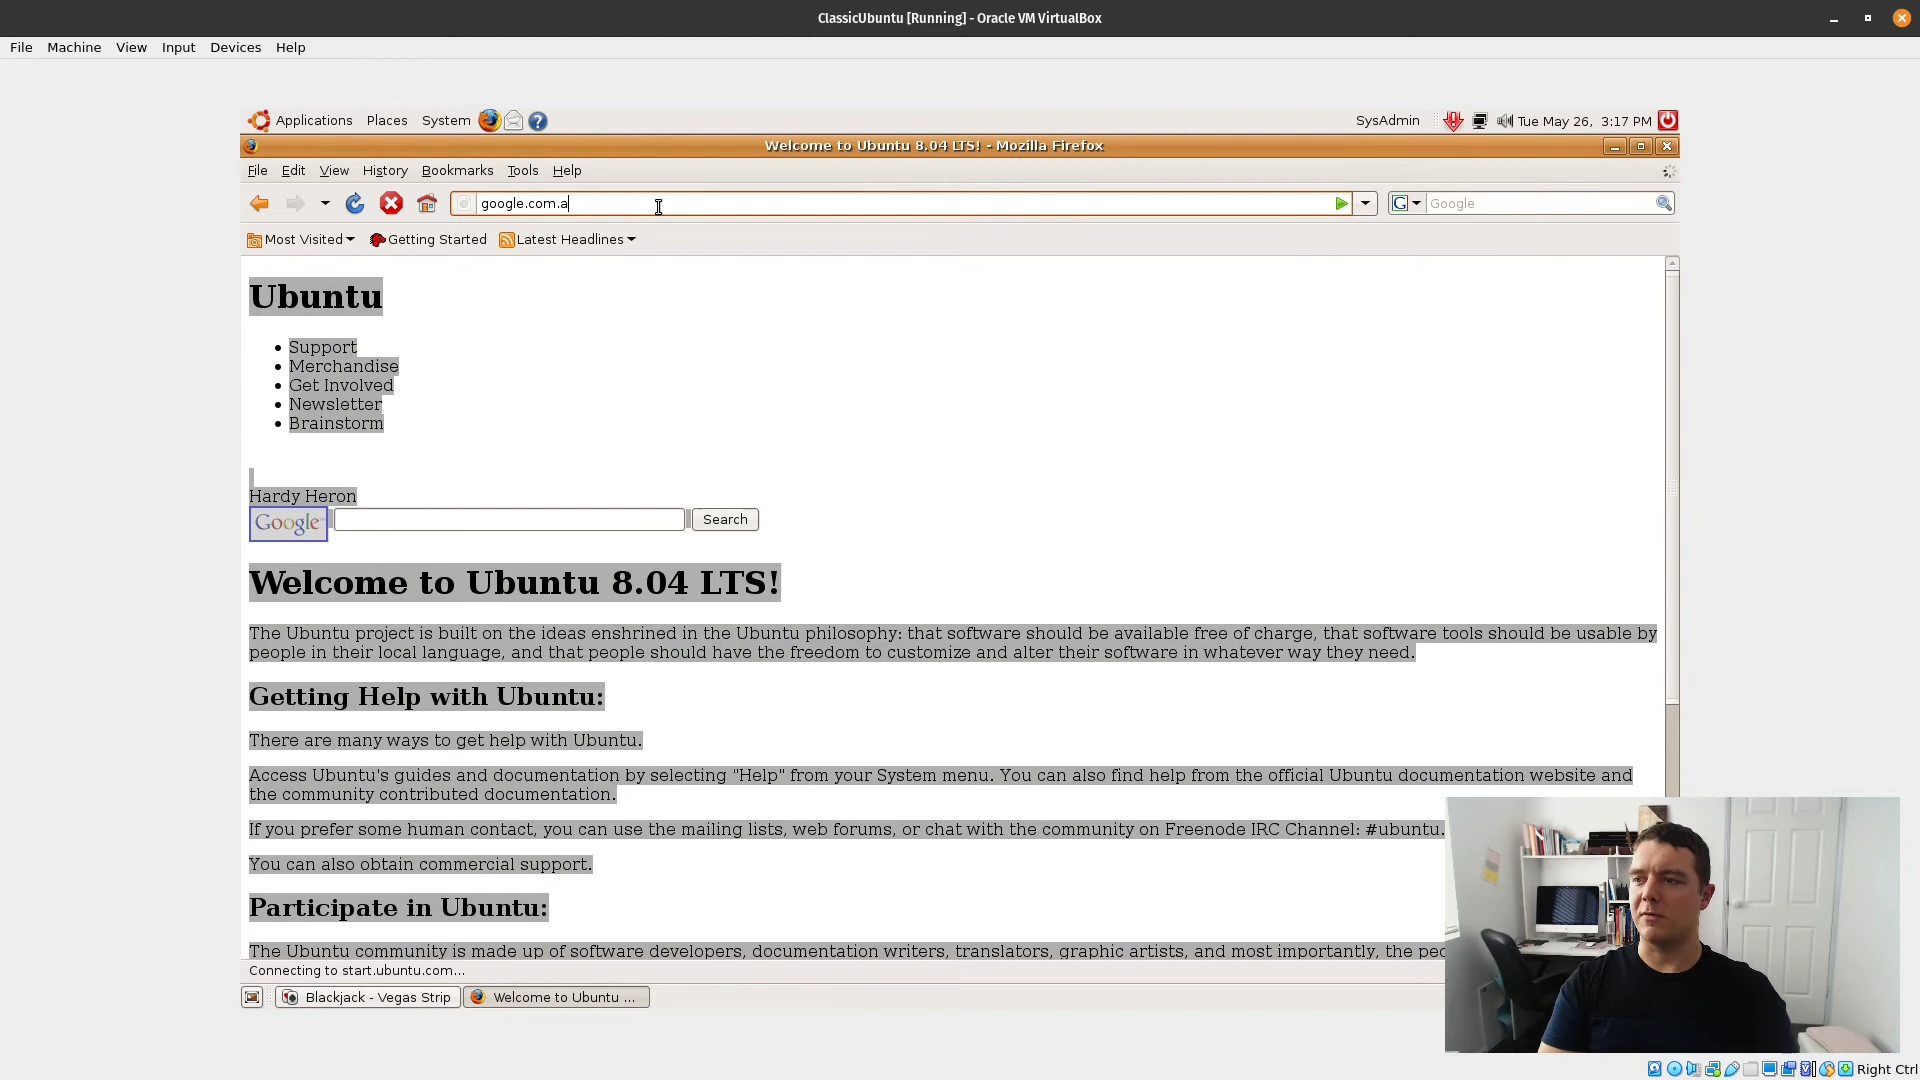 ClassicUbuntu [Running] - Oracle VM VirtualBox
File Machine View Input Devices Help
Applications Places System SysAdmin Tue May 26, 3:17 PM
Welcome to Ubuntu 8.04 LTS! - Mozilla Firefox
File Edit View History Bookmarks Tools Help
google.com.a Google
Most Visited Getting Started Latest Headlines
Ubuntu
Support
Merchandise
Get Involved
Newsletter
Brainstorm
Hardy Heron
Google Search
Welcome to Ubuntu 8.04 LTS!
The Ubuntu project is built on the ideas enshrined in the Ubuntu philosophy: that software should be available free of charge, that software tools should be usable by
people in their local language, and that people should have the freedom to customize and alter their software in whatever way they need.
Getting Help with Ubuntu:
There are many ways to get help with Ubuntu.
Access Ubuntu's guides and documentation by selecting "Help" from your System menu. You can also find help from the official Ubuntu documentation website and
the community contributed documentation.
If you prefer some human contact, you can use the mailing lists, web forums, or chat with the community on Freenode IRC Channel: #ubuntu.
You can also obtain commercial support.
Participate in Ubuntu:
The Ubuntu community is made up of software developers, documentation writers, translators, graphic artists, and most importantly, the
Connecting to start.ubuntu.com...
Blackjack - Vegas Strip Welcome to Ubuntu ...
Right Ctrl